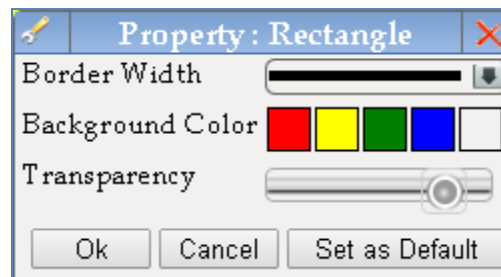 Property : Rectangle
Border Width
Background Color
Transparency
Ok Cancel Set as Default